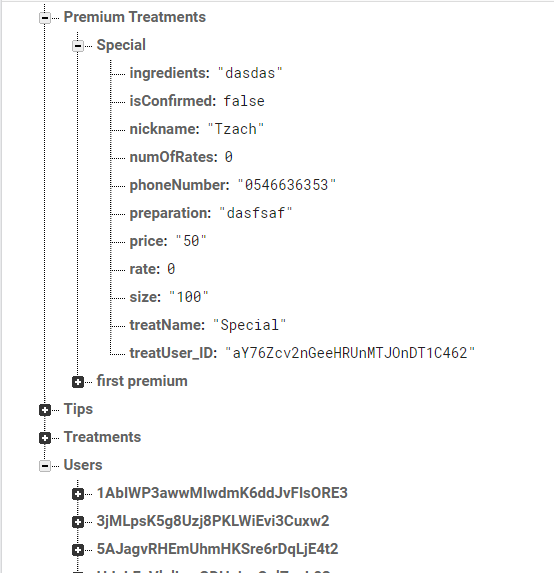 Premium Treatments
Special
ingredients: "dasdas"
isConfirmed: false
nickname: "Tzach"
numOfRates: 0
phoneNumber: "0546636353"
preparation: "dasfsaf"
price: "50"
rate: 0
size: "100"
treatName: "Special"
treatUser_ID: "aY76Zcv2nGeeHRUnMTJOnDT1C462"
first premium
Tips
Treatments
Users
1AblWP3awwMIwdmK6ddJvFIsORE3
3jMLpsK5g8Uzj8PKLWiEvi3Cuxw2
5AJagvRHEmUhmHKSre6rDqLjE4t2